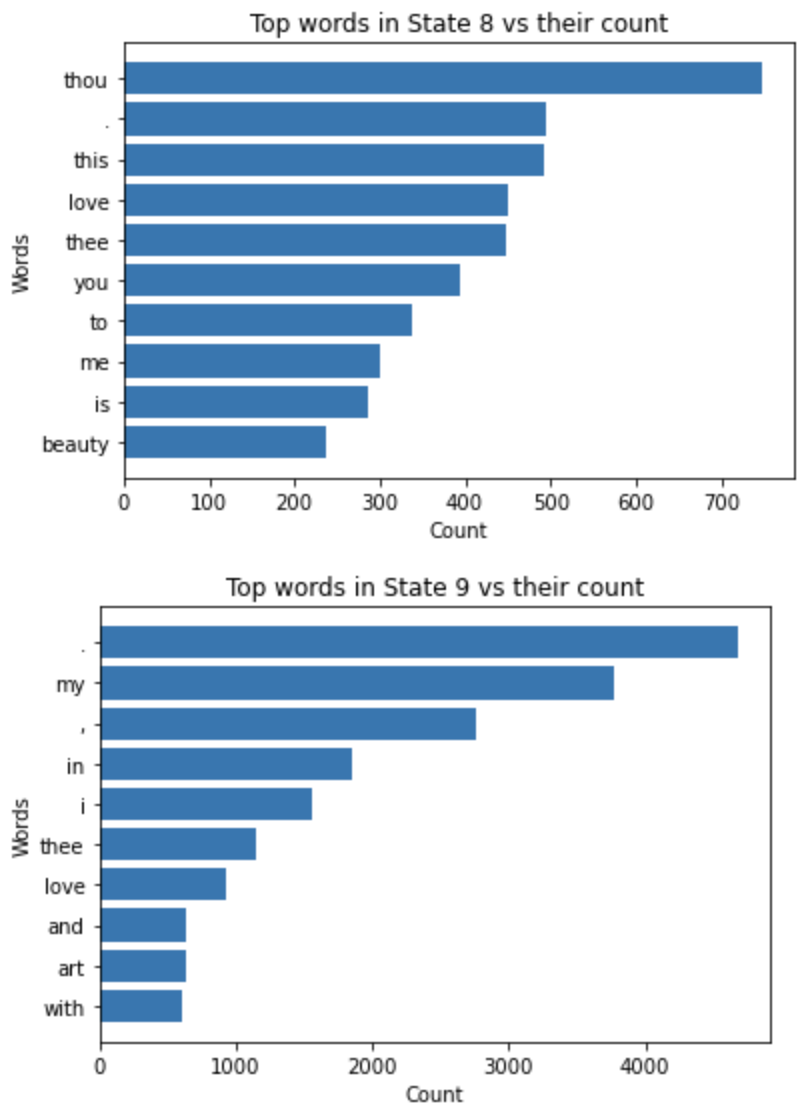 Top words in State 8 vs their count
thou
.
this
love
thee
you
to
me
is
beauty
Words
0 100 200 300 400 500 600 700
Count
Top words in State 9 vs their count
.
my
,
in
i
thee
love
and
art
with
Words
0 1000 2000 3000 4000
Count